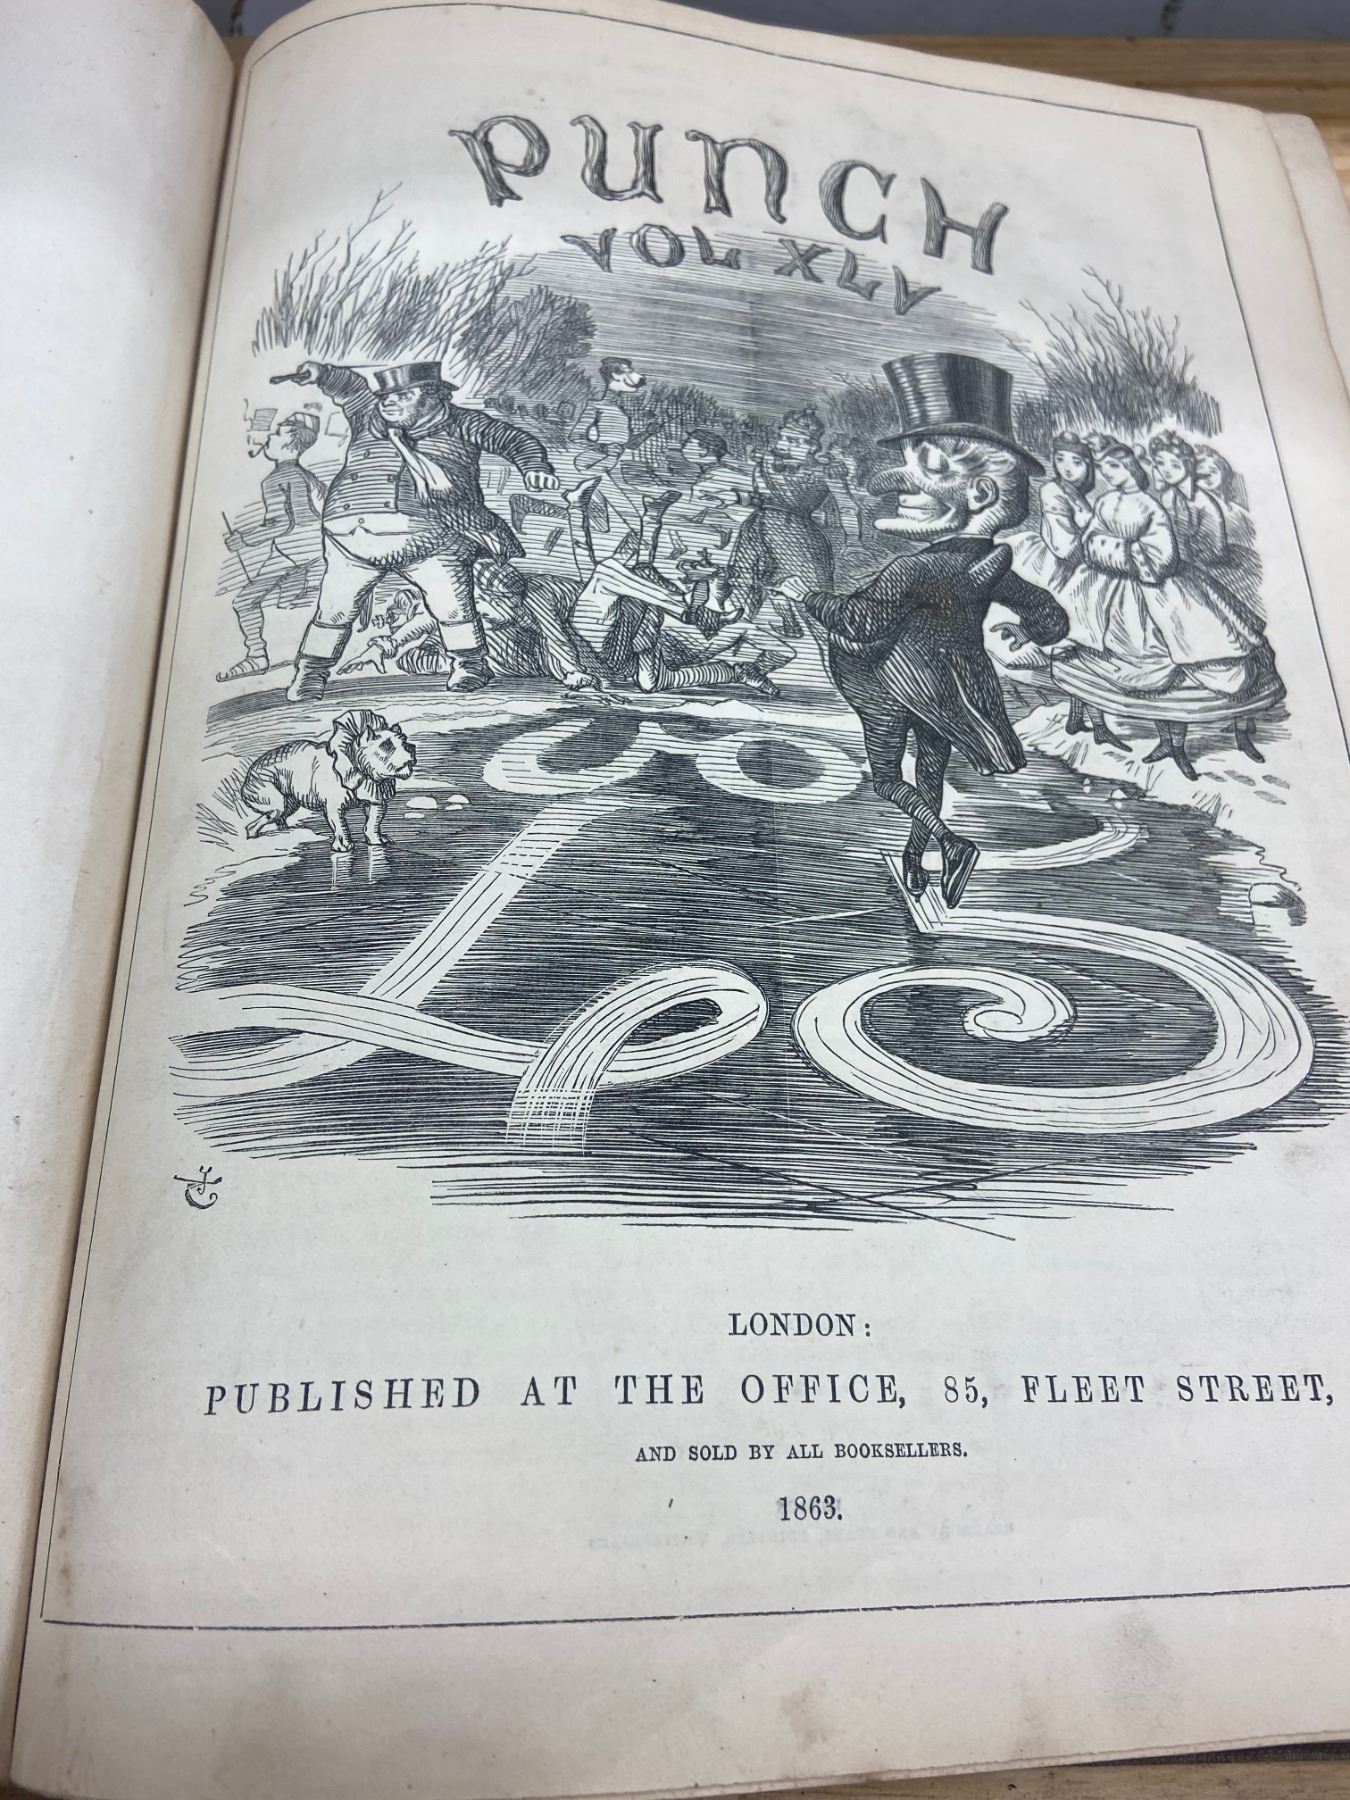 PUNCH
VOL XLV
LONDON:
PUBLISHED AT THE OFFICE, 85, FLEET STREET,
AND SOLD BY ALL BOOKSELLERS.
1863.